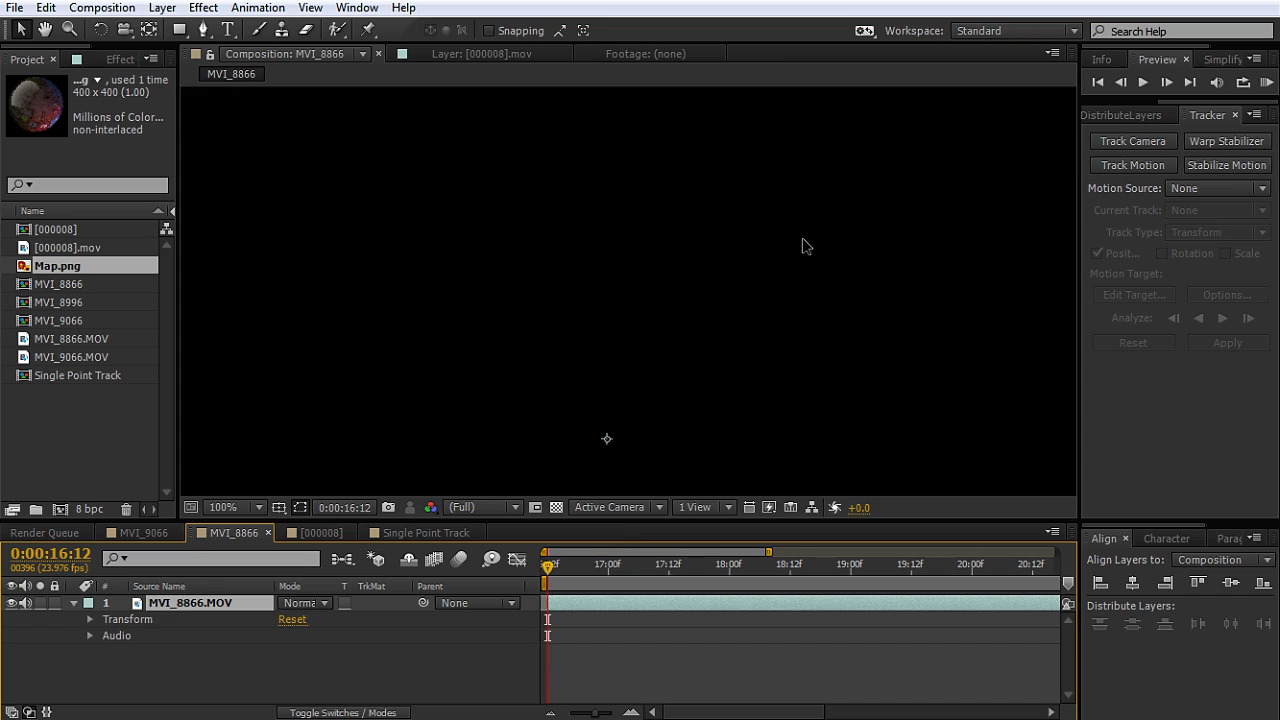 File Edit Composition Layer Effect Animation View Window Help
Snapping Workspace: Standard Search Help
Project Effect Composition: MVI_8866 Layer: [000008].mov Footage: (none) Info Preview Simplify
MVI_8866
...g , used 1 time
400 x 400 (1.00)
Millions of Color...
non-interlaced
DistributeLayers Tracker
Track Camera Warp Stabilizer
Track Motion Stabilize Motion
Motion Source: None
Current Track: None
Track Type: Transform
Posit... Rotation Scale
Motion Target:
Edit Target... Options...
Analyze:
Reset Apply
Name
[000008]
[000008].mov
Map.png
MVI_8866
MVI_8996
MVI_9066
MVI_8866.MOV
MVI_9066.MOV
Single Point Track
8 bpc 100% 0:00:16:12 (Full) Active Camera 1 View +0.0
Render Queue MVI_9066 MVI_8866 [000008] Single Point Track Align Character Parag
0:00:16:12
00396 (23.976 fps)
:02f 17:00f 17:12f 18:00f 18:12f 19:00f 19:12f 20:00f 20:12f
Align Layers to: Composition
Distribute Layers:
# Source Name Mode T TrkMat Parent
1 MVI_8866.MOV Norma None
Transform Reset
Audio
Toggle Switches / Modes